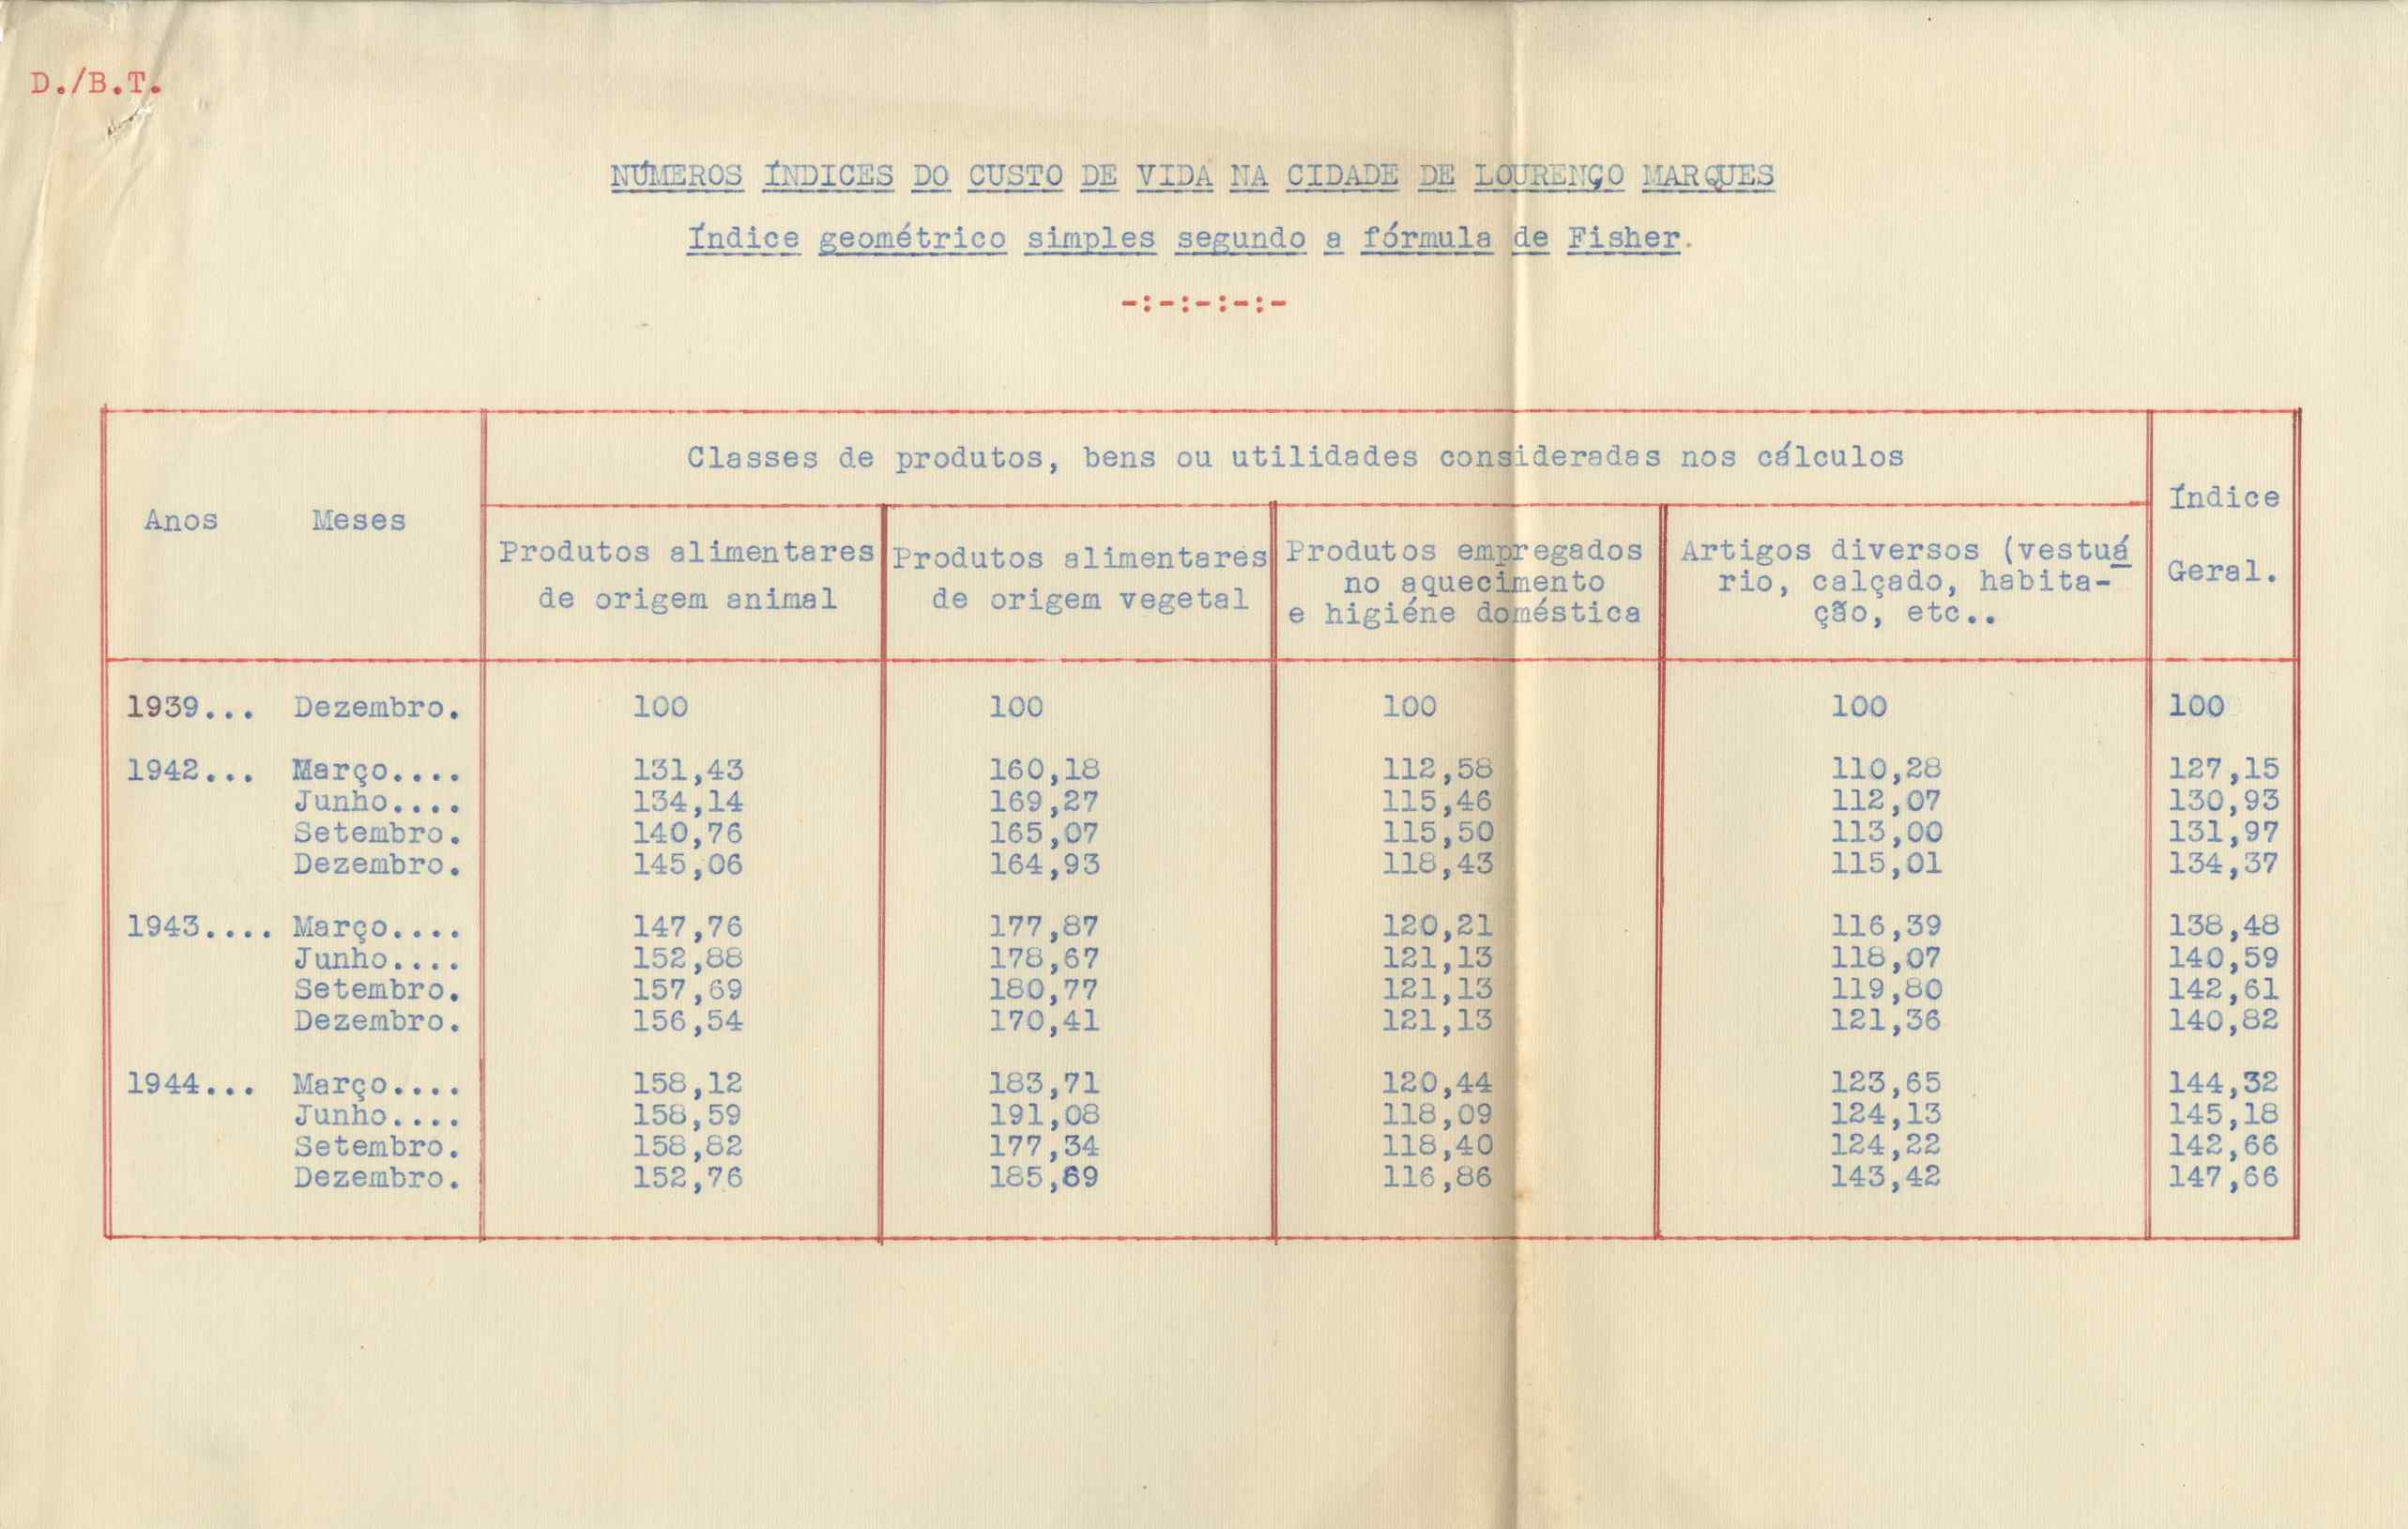 D./B.T.
NÚMEROS ÍNDICES DO CUSTO DE VIDA NA CIDADE DE LOURENÇO MARQUES
Índice geométrico simples segundo a fórmula de Fisher.
-:-:-:-:-
Anos Meses
Classes de produtos, bens ou utilidades consideradas nos cálculos
Índice
Geral.
Produtos alimentares
de origem animal
Produtos alimentares
de origem vegetal
Produtos empregados
no aquecimento
e higiéne doméstica
Artigos diversos (vestuá
rio, calçado, habita-
ção, etc..
1939... Dezembro. 100 100 100 100 100
1942... Março.... 131,43 160,18 112,58 110,28 127,15
Junho.... 134,14 169,27 115,46 112,07 130,93
Setembro. 140,76 165,07 115,50 113,00 131,97
Dezembro. 145,06 164,93 118,43 115,01 134,37
1943.... Março.... 147,76 177,87 120,21 116,39 138,48
Junho.... 152,88 178,67 121,13 118,07 140,59
Setembro. 157,69 180,77 121,13 119,80 142,61
Dezembro. 156,54 170,41 121,13 121,36 140,82
1944... Março.... 158,12 183,71 120,44 123,65 144,32
Junho.... 158,59 191,08 118,09 124,13 145,18
Setembro. 158,82 177,34 118,40 124,22 142,66
Dezembro. 152,76 185,69 116,86 143,42 147,66